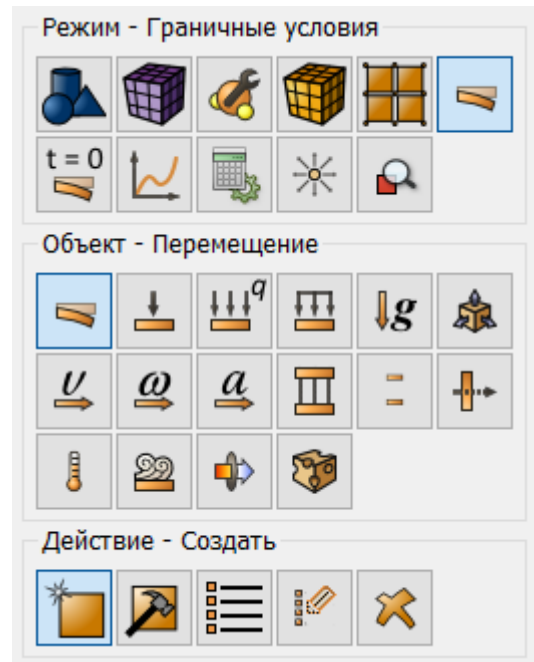 Режим - Граничные условия
t = 0
Объект - Перемещение
q
g
υ ω a
Действие - Создать